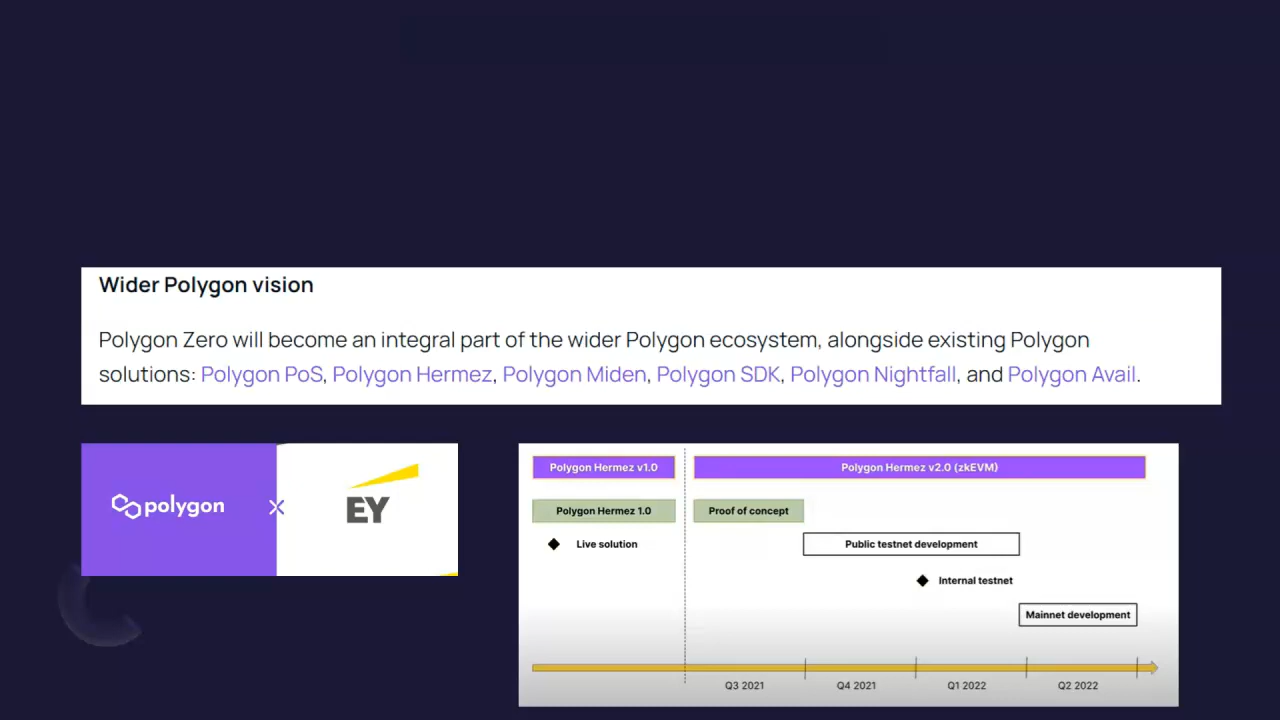 Wider Polygon vision
Polygon Zero will become an integral part of the wider Polygon ecosystem, alongside existing Polygon
solutions: Polygon PoS, Polygon Hermez, Polygon Miden, Polygon SDK, Polygon Nightfall, and Polygon Avail.
polygon
EY
Polygon Hermez v1.0
Polygon Hermez v2.0 (zkEVM)
Polygon Hermez 1.0
Proof of concept
Live solution
Public testnet development
Internal testnet
Mainnet development
Q3 2021
Q4 2021
Q1 2022
Q2 2022